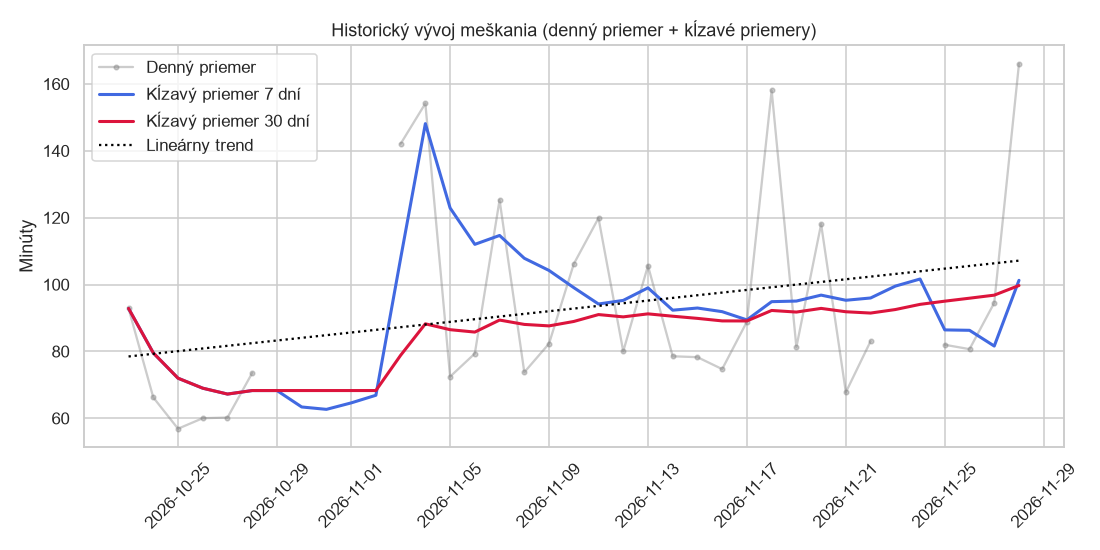 Historický vývoj meškania (denný priemer + kĺzavé priemery)
Denný priemer
Kĺzavý priemer 7 dní
Kĺzavý priemer 30 dní
Lineárny trend
Minúty
160
140
120
100
80
60
2026-10-25
2026-10-29
2026-11-01
2026-11-05
2026-11-09
2026-11-13
2026-11-17
2026-11-21
2026-11-25
2026-11-29